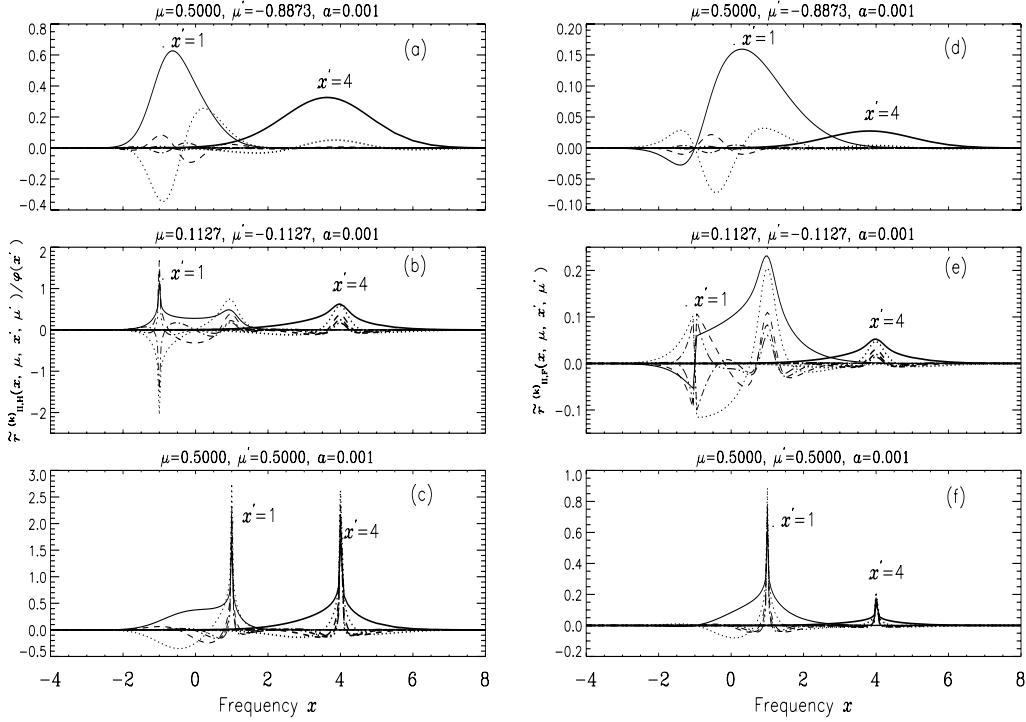 μ=0.5000, μ′=−0.8873, a=0.001
0.8
0.6
0.4
0.2
0.0
−0.2
−0.4
x′=1
x′=4
(a)
μ=0.1127, μ′=−0.1127, a=0.001
2
1
0
−1
−2
x′=1
x′=4
(b)
μ=0.5000, μ′=0.5000, a=0.001
3.0
2.5
2.0
1.5
1.0
0.5
0.0
−0.5
x′=1
x′=4
(c)
−4 −2 0 2 4 6 8
Frequency x
r̃⁽ᵏ⁾II,H(x, μ, x′, μ′)/φ(x′
μ=0.5000, μ′=−0.8873, a=0.001
0.20
0.15
0.10
0.05
0.00
−0.05
−0.10
x′=1
x′=4
(d)
μ=0.1127, μ′=−0.1127, a=0.001
0.2
0.1
0.0
−0.1
x′=1
x′=4
(e)
μ=0.5000, μ′=0.5000, a=0.001
1.0
0.8
0.6
0.4
0.2
0.0
−0.2
x′=1
x′=4
(f)
−4 −2 0 2 4 6 8
Frequency x
r̃⁽ᵏ⁾II,F(x, μ, x′, μ′)